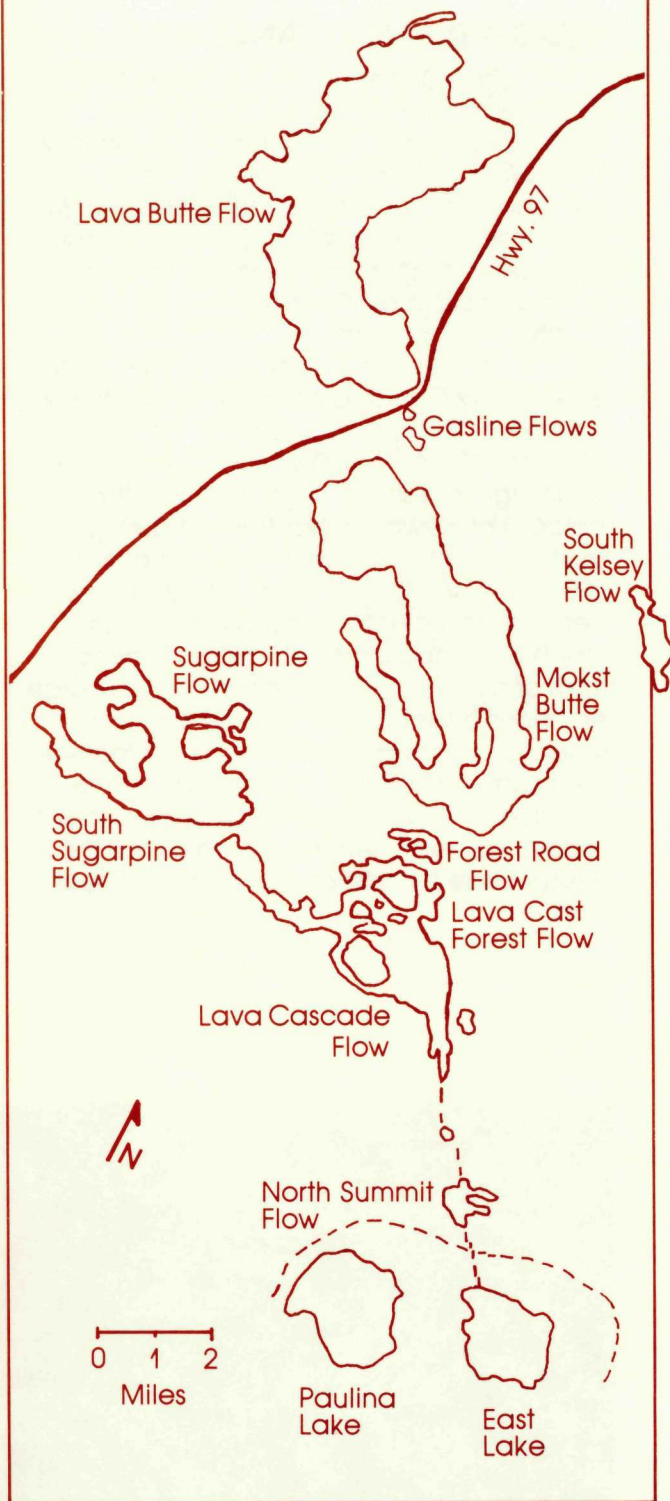 Lava Butte Flow
Hwy. 97
Gasline Flows
South
Kelsey
Flow
Sugarpine
Flow
Mokst
Butte
Flow
South
Sugarpine
Flow
Forest Road
Flow
Lava Cast
Forest Flow
Lava Cascade
Flow
N
North Summit
Flow
0 1 2
Miles
Paulina
Lake
East
Lake